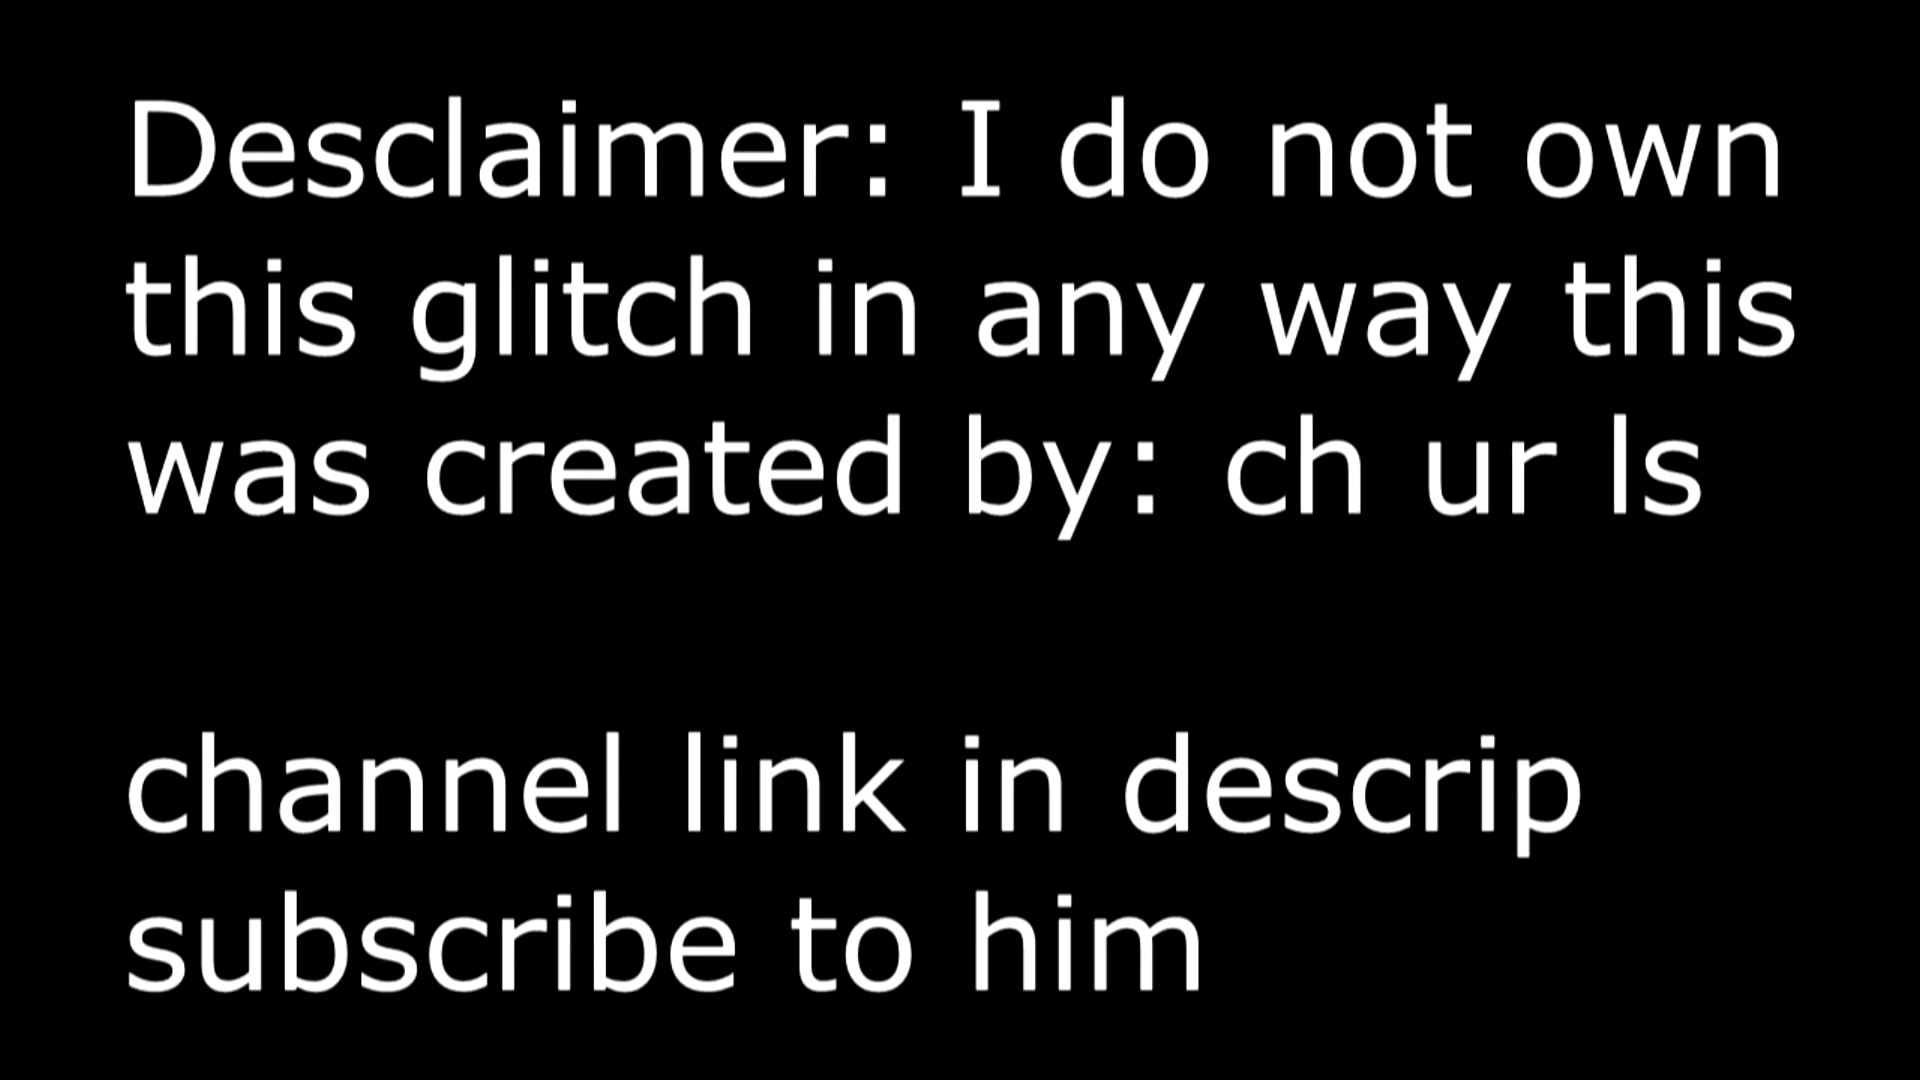 Desclaimer: I do not own
this glitch in any way this
was created by: ch ur ls
channel link in descrip
subscribe to him